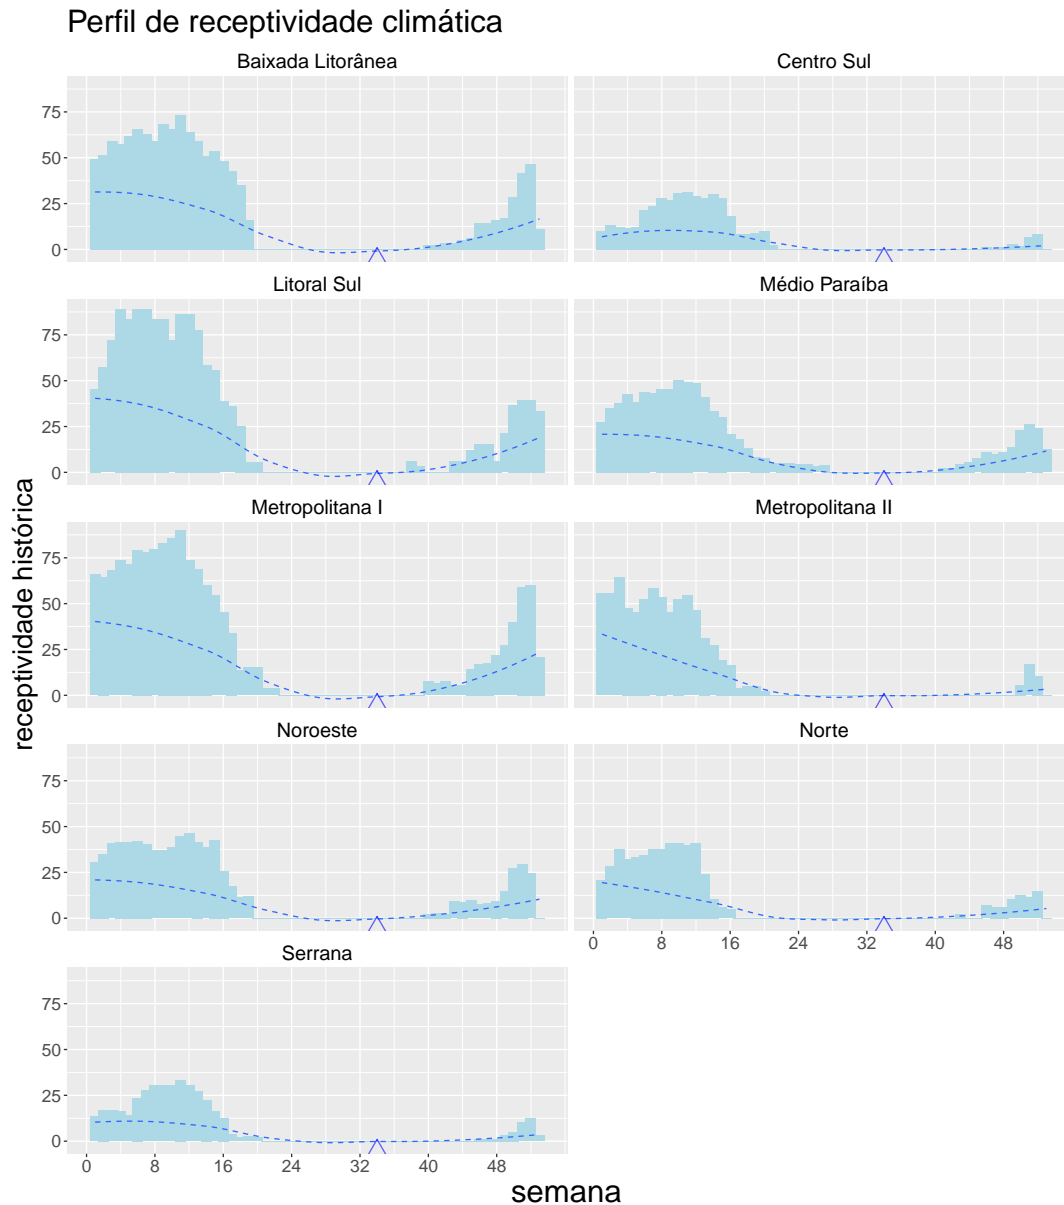 Perfil de receptividade climática
Baixada Litorânea
Centro Sul
75
50
25
0
Litoral Sul
Médio Paraíba
75
50
25
0
Metropolitana I
Metropolitana II
75
50
25
0
Noroeste
Norte
75
50
25
0
0 8 16 24 32 40 48
Serrana
75
50
25
0
0 8 16 24 32 40 48
semana
receptividade histórica